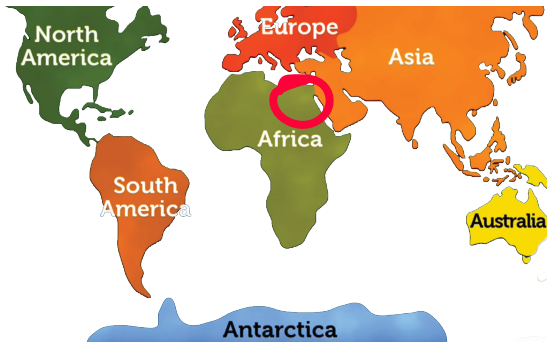 North
America
Europe
Asia
Africa
South
America
Australia
Antarctica